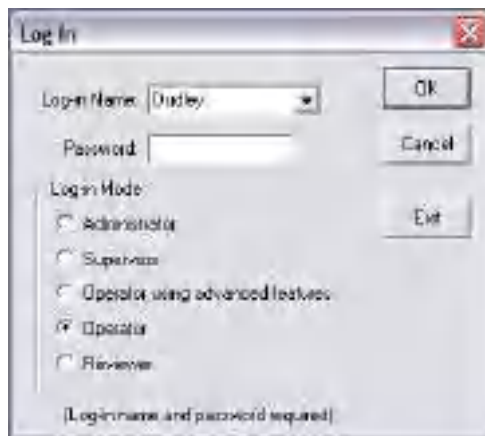 Log In
Log-in Name: Dudley
OK
Password:
Cancel
Log-in Mode
Exit
Administrator
Supervisor
Operator using advanced features
Operator
Reviewer
(Log-in name and password required)